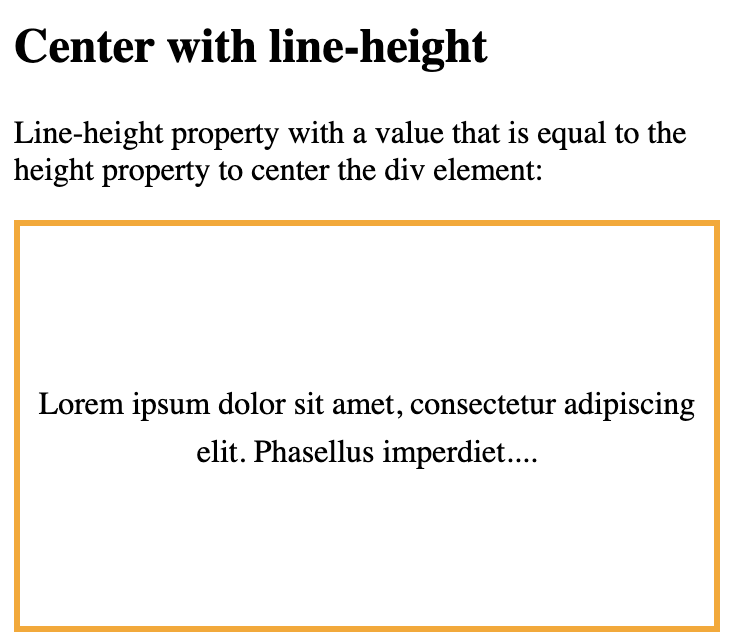 Center with line-height
Line-height property with a value that is equal to the
height property to center the div element:
Lorem ipsum dolor sit amet, consectetur adipiscing
elit. Phasellus imperdiet....